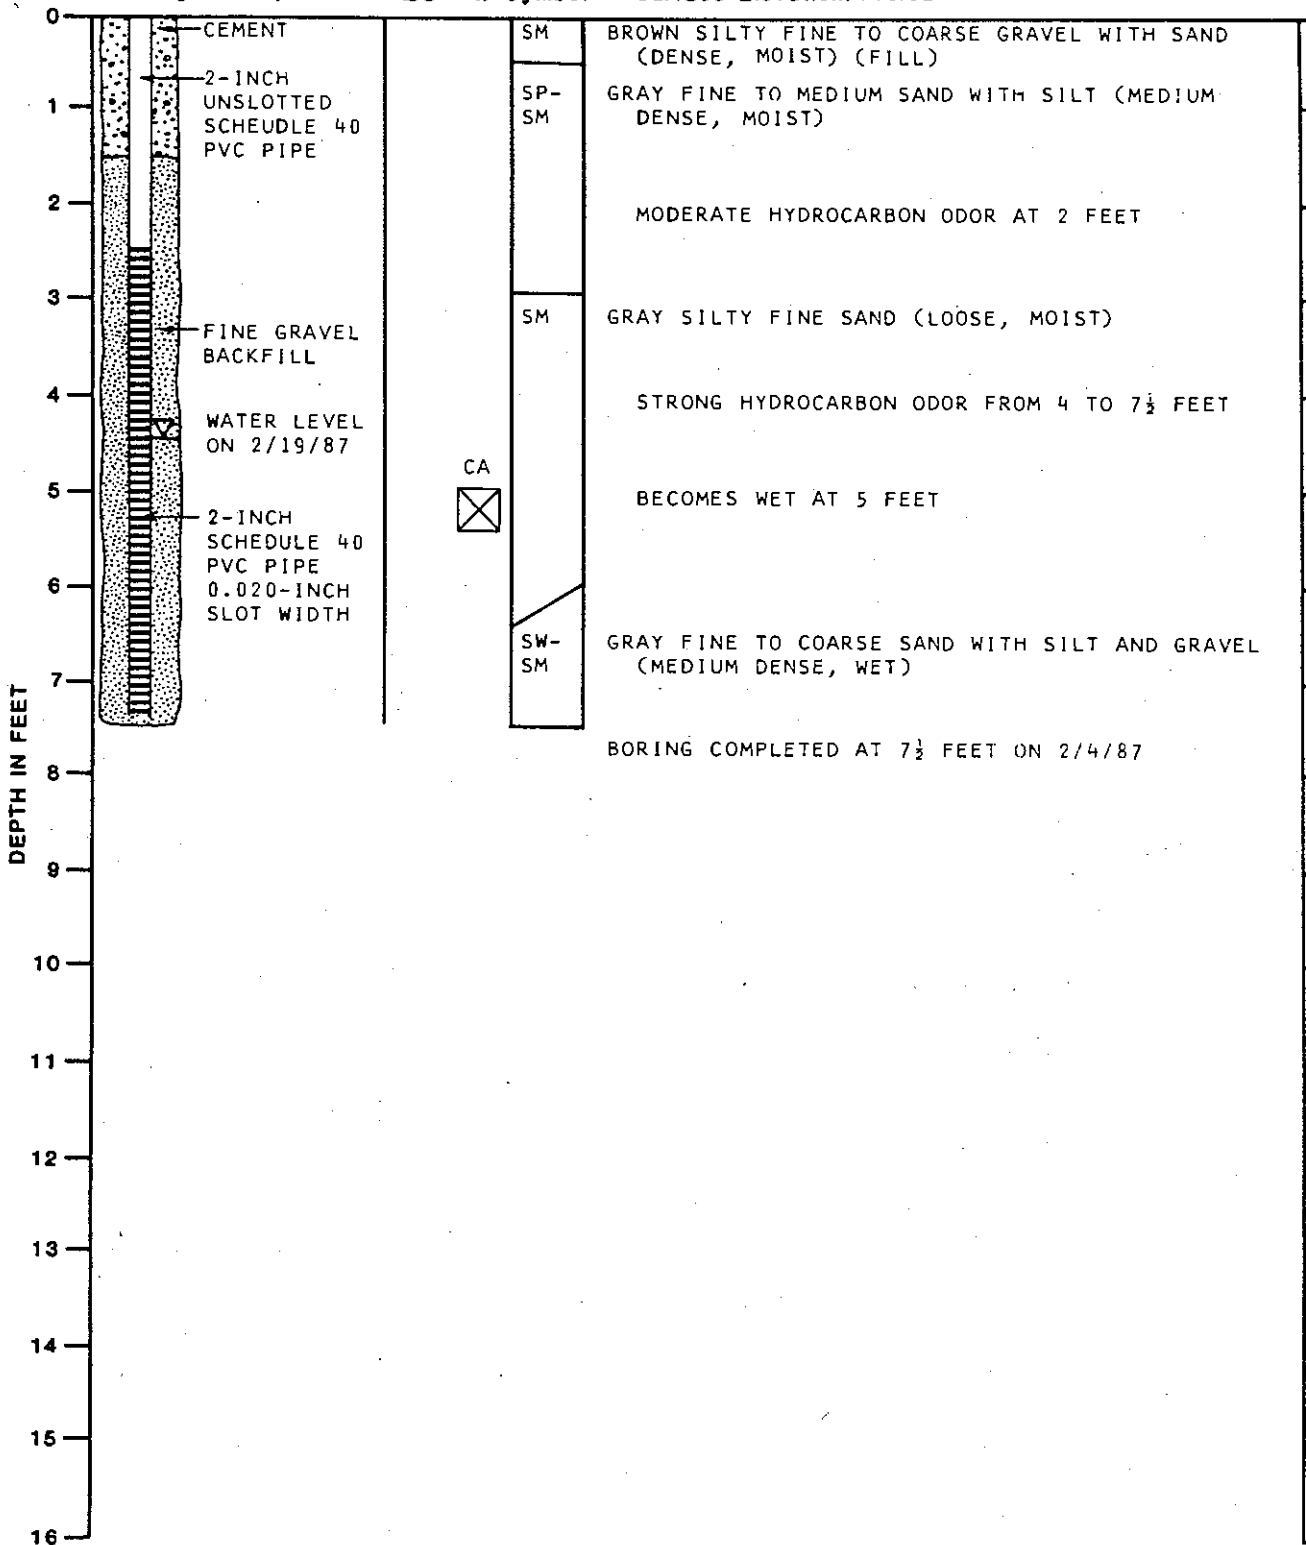 0
CEMENT
2-INCH
UNSLOTTED
SCHEUDLE 40
PVC PIPE
FINE GRAVEL
BACKFILL
WATER LEVEL
ON 2/19/87
2-INCH
SCHEDULE 40
PVC PIPE
0.020-INCH
SLOT WIDTH
CA
SM
BROWN SILTY FINE TO COARSE GRAVEL WITH SAND
(DENSE, MOIST) (FILL)
SP-
SM
GRAY FINE TO MEDIUM SAND WITH SILT (MEDIUM
DENSE, MOIST)
MODERATE HYDROCARBON ODOR AT 2 FEET
SM
GRAY SILTY FINE SAND (LOOSE, MOIST)
STRONG HYDROCARBON ODOR FROM 4 TO 7½ FEET
BECOMES WET AT 5 FEET
SW-
SM
GRAY FINE TO COARSE SAND WITH SILT AND GRAVEL
(MEDIUM DENSE, WET)
BORING COMPLETED AT 7½ FEET ON 2/4/87
1
2
3
4
5
6
7
8
9
10
11
12
13
14
15
16
DEPTH IN FEET